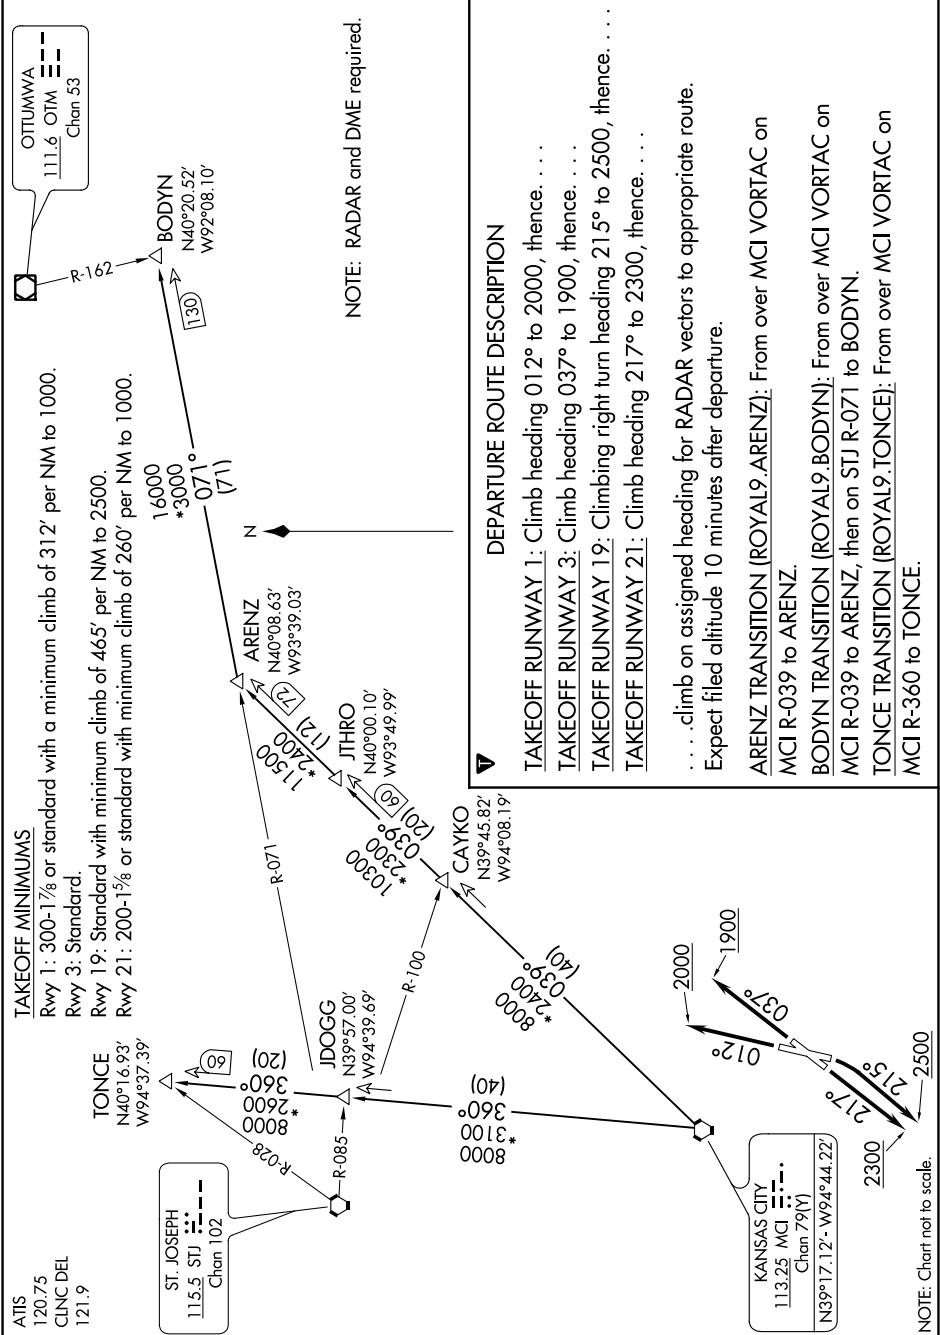 ATIS
120.75
CLNC DEL
121.9
TAKEOFF MINIMUMS
Rwy 1: 300-1⅞ or standard with a minimum climb of 312' per NM to 1000.
Rwy 3: Standard.
Rwy 19: Standard with minimum climb of 465' per NM to 2500.
Rwy 21: 200-1⅝ or standard with minimum climb of 260' per NM to 1000.
OTTUMWA
111.6 OTM
Chan 53
R-162
BODYN
N40°20.52'
W92°08.10'
130
NOTE: RADAR and DME required.
16000
*3000
071°
(71)
N
ARENZ
N40°08.63'
W93°39.03'
72
11500
*2400
(12)
JTHRO
N40°00.10'
W93°49.99'
60
10300
*2300
039°
(20)
CAYKO
N39°45.82'
W94°08.19'
R-071
R-100
TONCE
N40°16.93'
W94°37.39'
60
8000
*2600
360°
(20)
JDOGG
N39°57.00'
W94°39.69'
R-028
R-085
ST. JOSEPH
115.5 STJ
Chan 102
8000
*3100
360°
(40)
8000
*2400
039°
(40)
KANSAS CITY
113.25 MCI
Chan 79(Y)
N39°17.12'- W94°44.22'
2000
1900
012°
037°
217°
215°
2300
2500
NOTE: Chart not to scale.
T
DEPARTURE ROUTE DESCRIPTION
TAKEOFF RUNWAY 1: Climb heading 012° to 2000, thence. . . .
TAKEOFF RUNWAY 3: Climb heading 037° to 1900, thence. . . .
TAKEOFF RUNWAY 19: Climbing right turn heading 215° to 2500, thence. . . .
TAKEOFF RUNWAY 21: Climb heading 217° to 2300, thence. . . .
. . . .climb on assigned heading for RADAR vectors to appropriate route.
Expect filed altitude 10 minutes after departure.
ARENZ TRANSITION (ROYAL9.ARENZ): From over MCI VORTAC on
MCI R-039 to ARENZ.
BODYN TRANSITION (ROYAL9.BODYN): From over MCI VORTAC on
MCI R-039 to ARENZ, then on STJ R-071 to BODYN.
TONCE TRANSITION (ROYAL9.TONCE): From over MCI VORTAC on
MCI R-360 to TONCE.